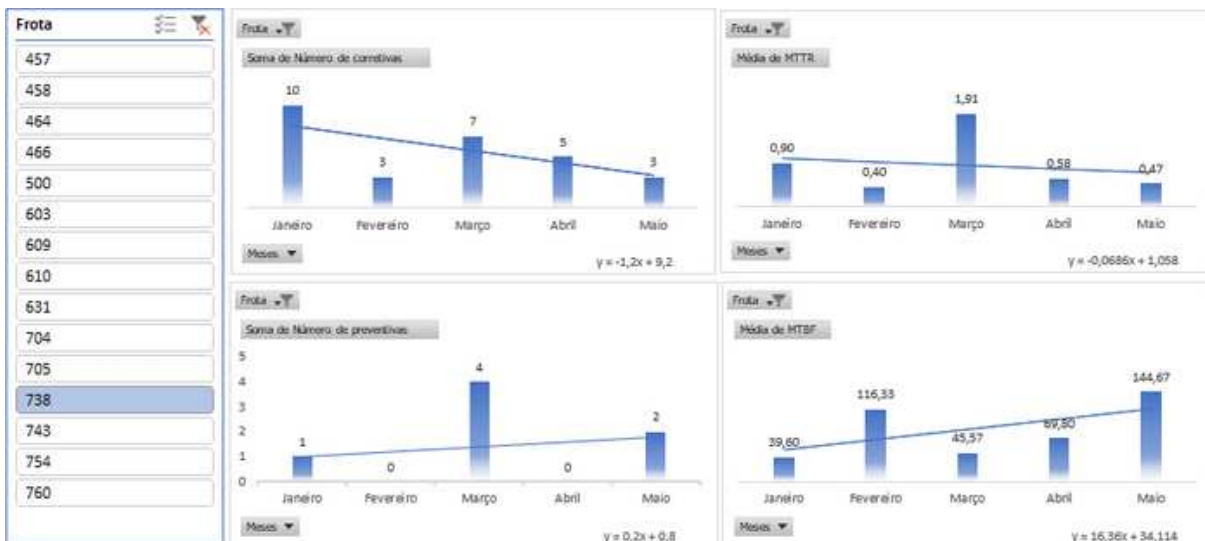 Frota
457
458
464
466
500
603
609
610
631
704
705
738
743
754
760
Frota
Soma de Número de corretivas
10
3
7
5
3
Janeiro Fevereiro Março Abril Maio
Meses
y = -1,2x + 9,2
Frota
Média de MTTR
0,90
0,40
1,91
0,58
0,47
Janeiro Fevereiro Março Abril Maio
Meses
y = -0,0686x + 1,058
Frota
Soma de Número de preventivas
5
4
3
2
1
0
1
0
4
0
2
Janeiro Fevereiro Março Abril Maio
Meses
y = 0,2x + 0,8
Frota
Média de MTBF
39,60
116,33
45,57
69,80
144,67
Janeiro Fevereiro Março Abril Maio
Meses
y = 16,36x + 34,114